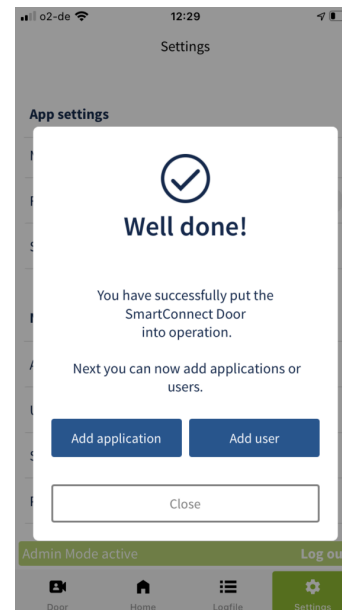 o2-de
12:29
Settings
App settings
Well done!
You have successfully put the
SmartConnect Door
into operation.
Next you can now add applications or
users.
Add application
Add user
Close
Admin Mode active
Log ou
Door
Home
Logfile
Settings